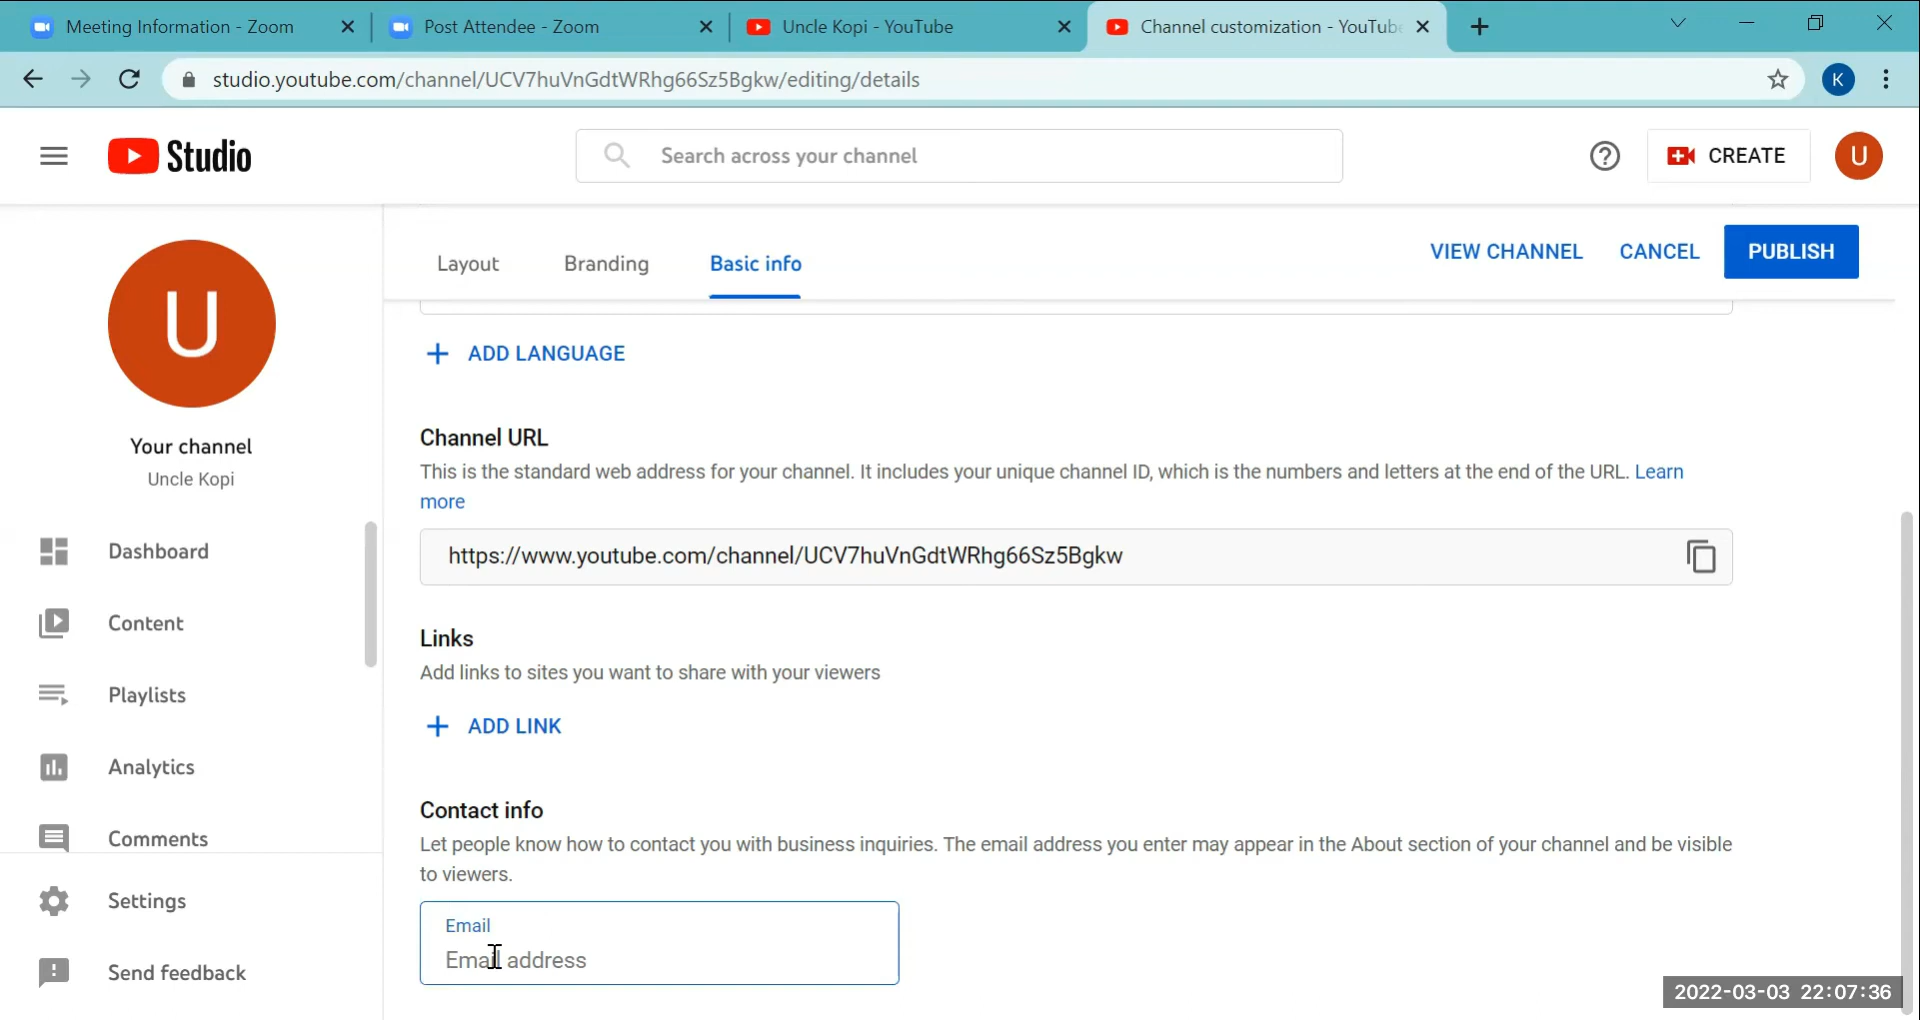 Meeting Information - Zoom
Post Attendee - Zoom
Uncle Kopi - YouTube
Channel customization - YouTube
studio.youtube.com/channel/UCV7huVnGdtWRhg66Sz5Bgkw/editing/details
K
Studio
Search across your channel
CREATE
U
U
Your channel
Uncle Kopi
Dashboard
Content
Playlists
Analytics
Comments
Settings
Send feedback
Layout
Branding
Basic info
VIEW CHANNEL
CANCEL
PUBLISH
ADD LANGUAGE
Channel URL
This is the standard web address for your channel. It includes your unique channel ID, which is the numbers and letters at the end of the URL. Learn
more
https://www.youtube.com/channel/UCV7huVnGdtWRhg66Sz5Bgkw
Links
Add links to sites you want to share with your viewers
ADD LINK
Contact info
Let people know how to contact you with business inquiries. The email address you enter may appear in the About section of your channel and be visible
to viewers.
Email
Email address
2022-03-03 22:07:36